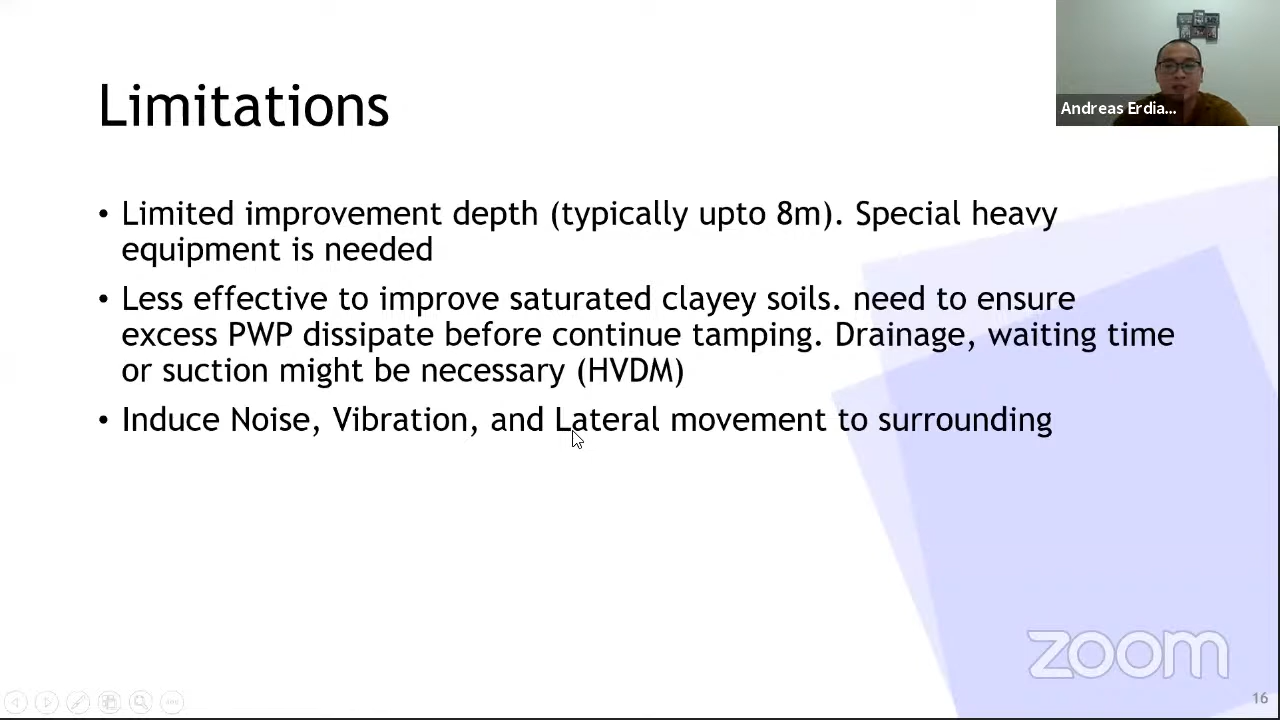 Limitations
Andreas Erdia...
• Limited improvement depth (typically upto 8m). Special heavy
equipment is needed
• Less effective to improve saturated clayey soils. need to ensure
excess PWP dissipate before continue tamping. Drainage, waiting time
or suction might be necessary (HVDM)
• Induce Noise, Vibration, and Lateral movement to surrounding
zoom
16